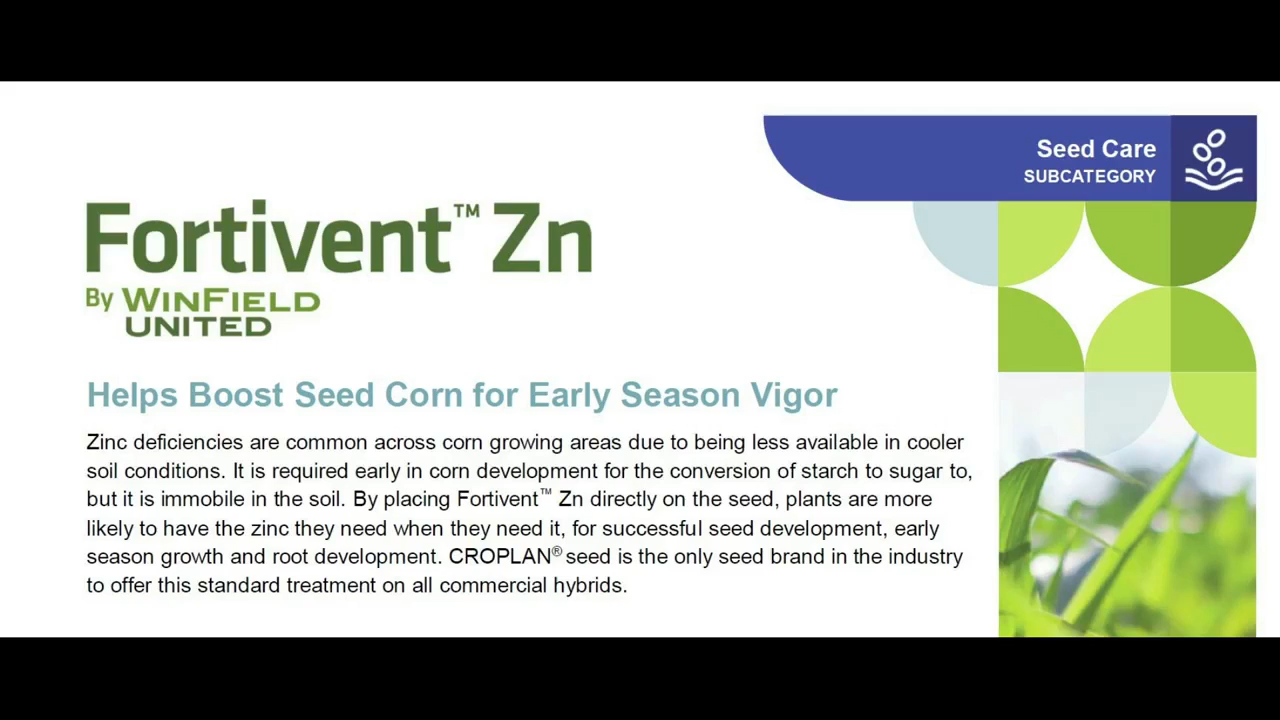 Seed Care
SUBCATEGORY
Fortivent™ Zn
By WINFIELD
UNITED
Helps Boost Seed Corn for Early Season Vigor
Zinc deficiencies are common across corn growing areas due to being less available in cooler
soil conditions. It is required early in corn development for the conversion of starch to sugar to,
but it is immobile in the soil. By placing Fortivent™ Zn directly on the seed, plants are more
likely to have the zinc they need when they need it, for successful seed development, early
season growth and root development. CROPLAN® seed is the only seed brand in the industry
to offer this standard treatment on all commercial hybrids.